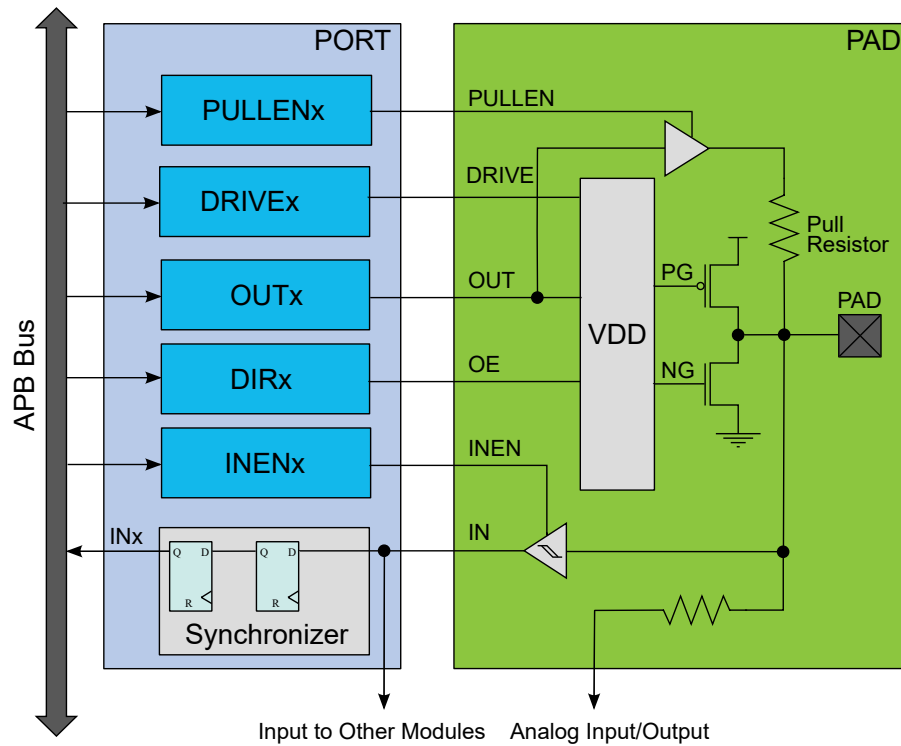 PORT
PAD
PULLENx
PULLEN
DRIVEx
DRIVE
Pull
Resistor
OUTx
OUT
PG
PAD
VDD
DIRx
OE
NG
APB Bus
INENx
INEN
INx
IN
Q
D
Q
D
R
R
Synchronizer
Input to Other Modules
Analog Input/Output